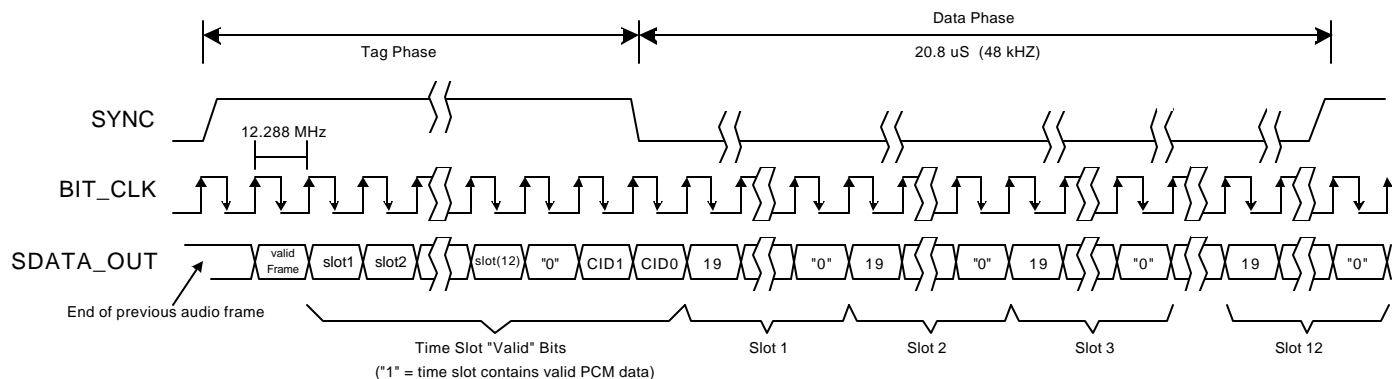 Data Phase
Tag Phase
20.8 uS (48 kHZ)
SYNC
12.288 MHz
BIT_CLK
SDATA_OUT
valid
Frame
slot1 slot2 slot(12) "0" CID1 CID0 19 "0" 19 "0" 19 "0" 19 "0"
End of previous audio frame
Time Slot "Valid" Bits
("1" = time slot contains valid PCM data)
Slot 1
Slot 2
Slot 3
Slot 12